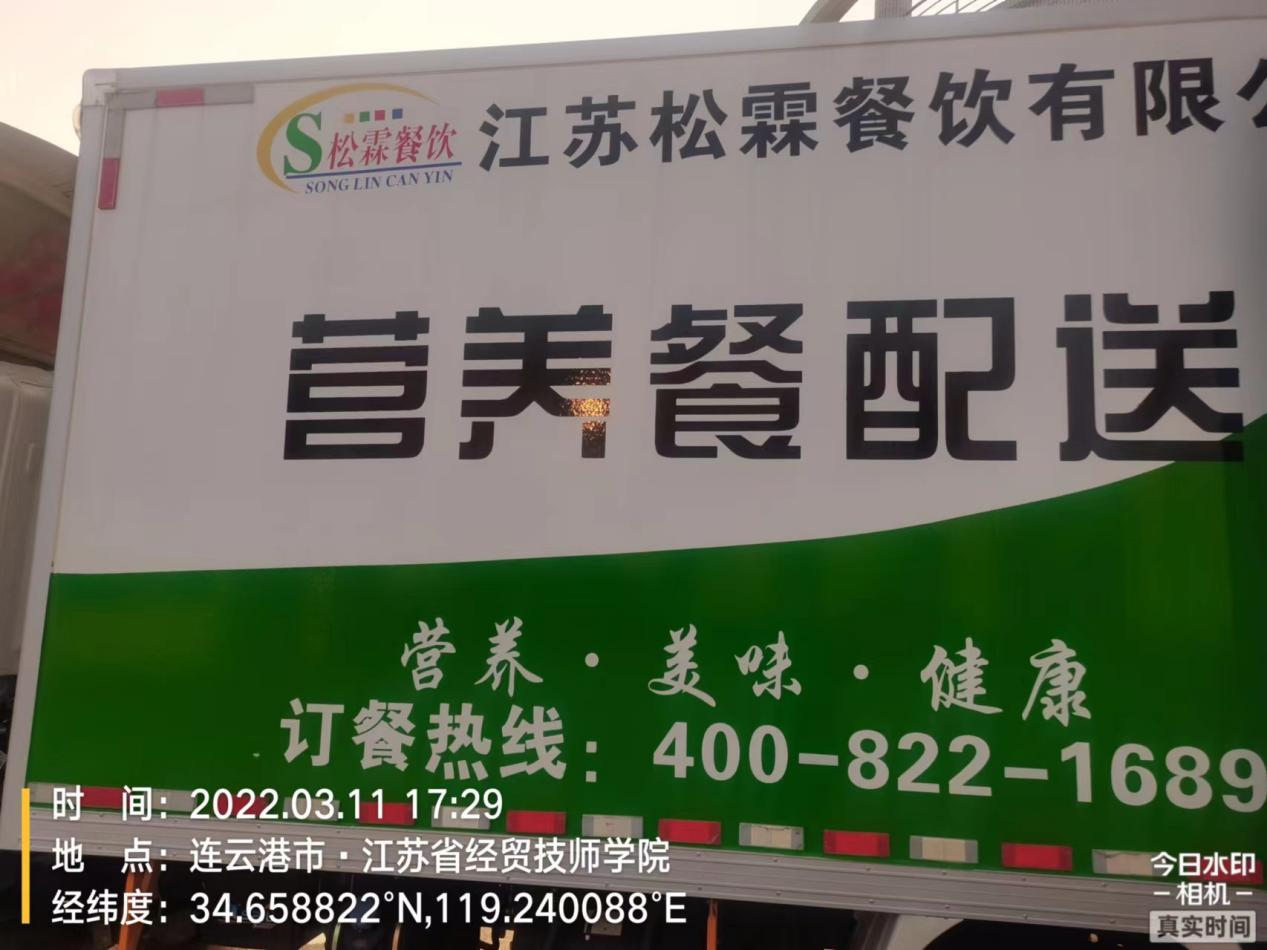 S松霖餐饮
SONG LIN CAN YIN
江苏松霖餐饮有限公
营养餐配送
营养·美味·健康
订餐热线：400-822-1689
时 间：2022.03.11 17:29
地 点：连云港市·江苏省经贸技师学院
经纬度：34.658822°N,119.240088°E
今日水印
-相机-
真实时间